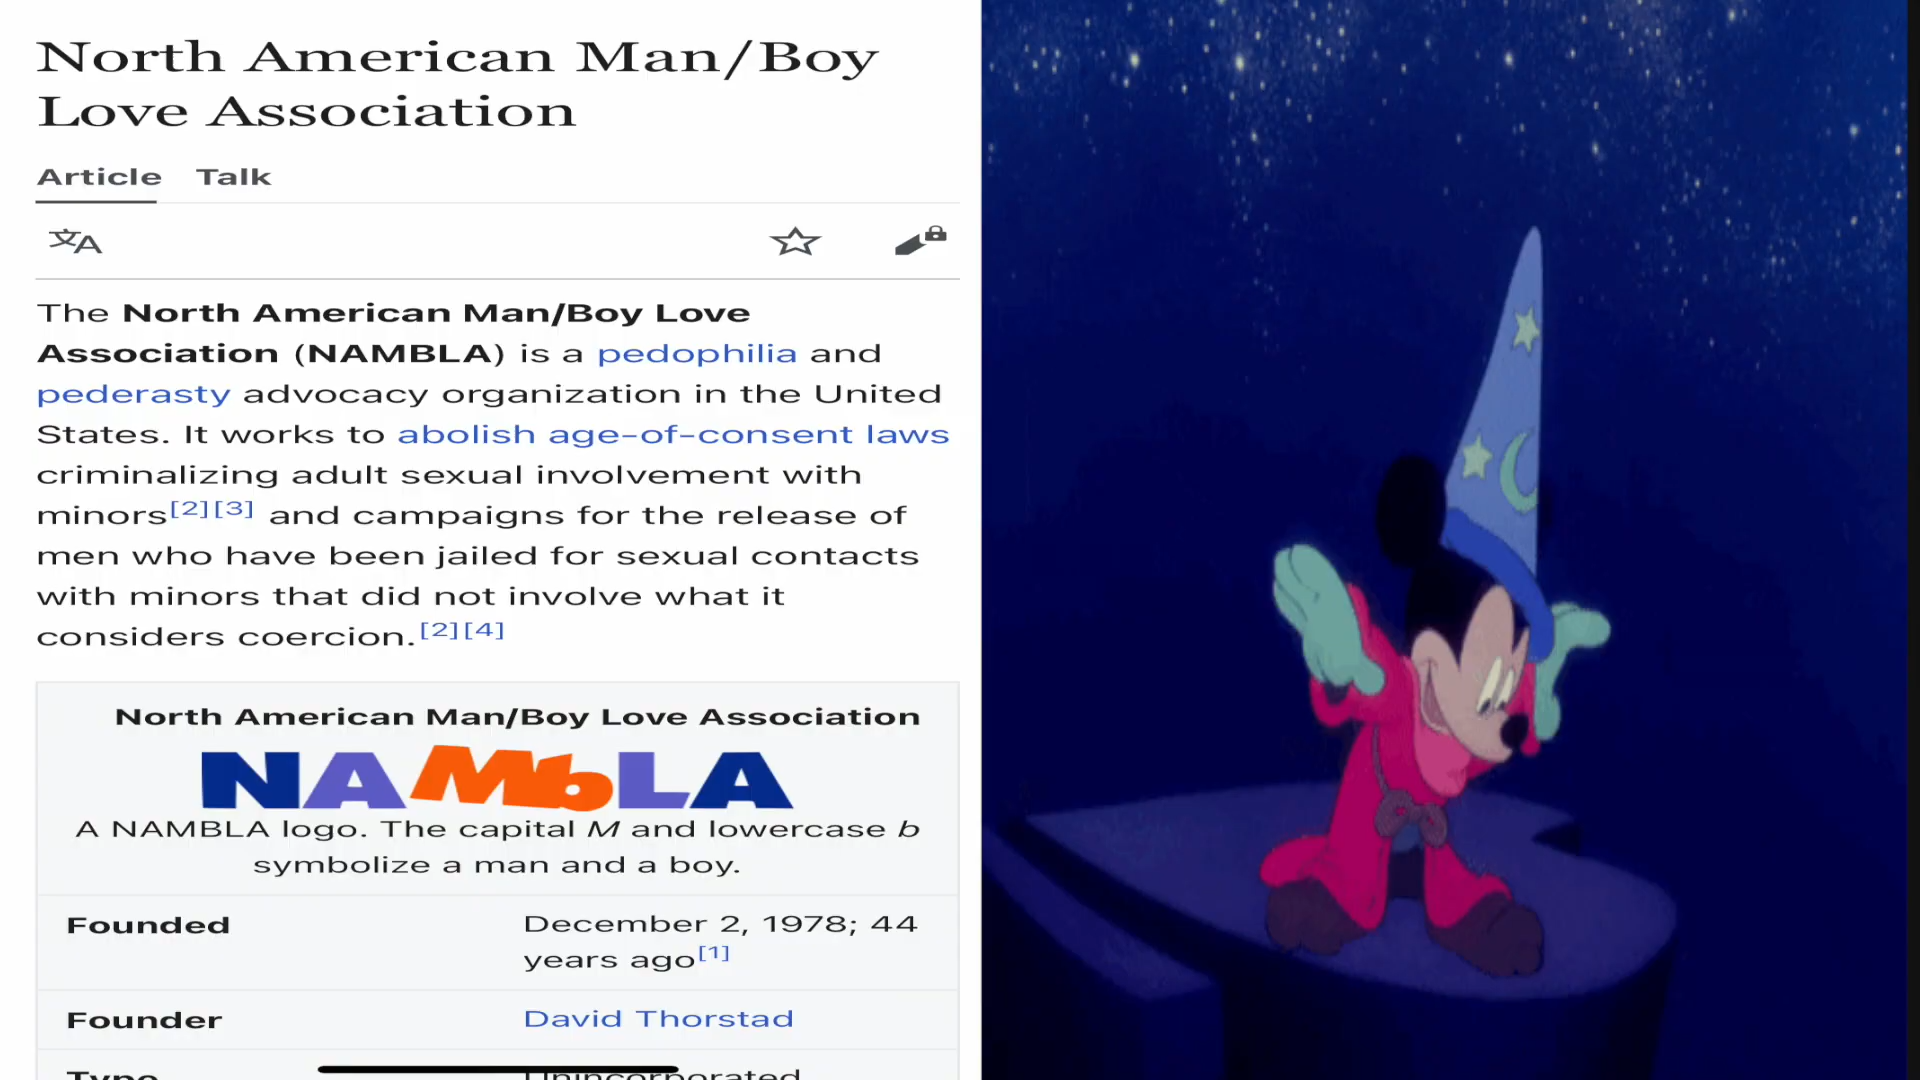 North American Man/Boy
Love Association
Article Talk
文A
The North American Man/Boy Love
Association (NAMBLA) is a pedophilia and
pederasty advocacy organization in the United
States. It works to abolish age-of-consent laws
criminalizing adult sexual involvement with
minors[2][3] and campaigns for the release of
men who have been jailed for sexual contacts
with minors that did not involve what it
considers coercion.[2][4]
North American Man/Boy Love Association
NAMbLA
A NAMBLA logo. The capital M and lowercase b
symbolize a man and a boy.
Founded December 2, 1978; 44
years ago[1]
Founder David Thorstad
Type Unincorporated